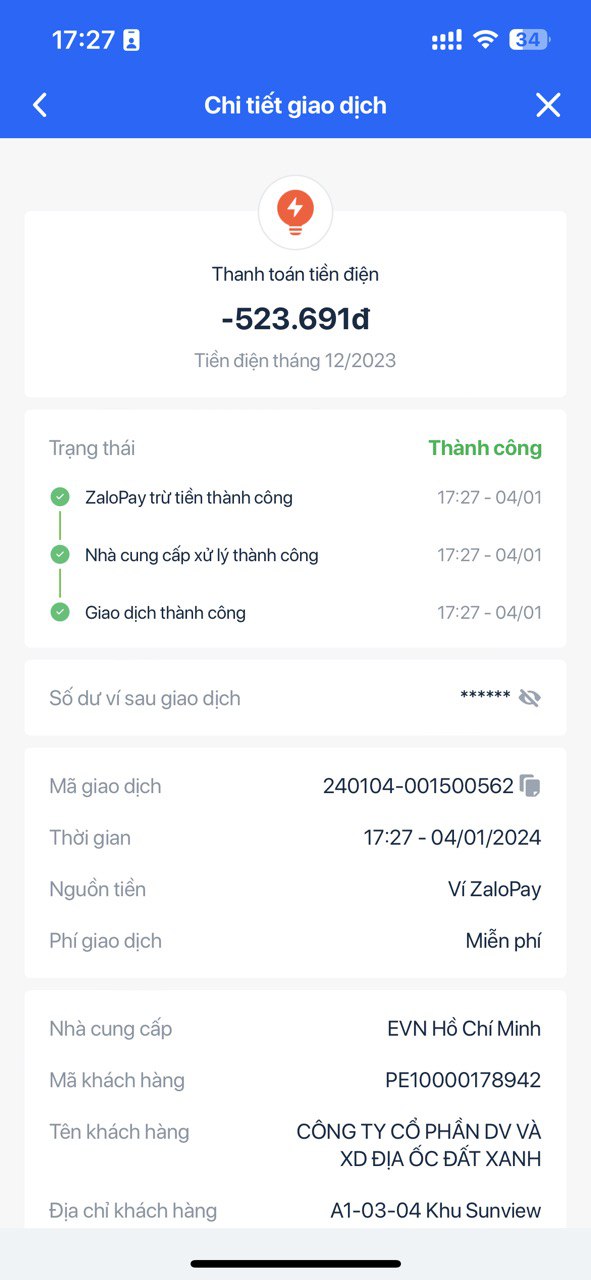 17:27
34
Chi tiết giao dịch
Thanh toán tiền điện
-523.691đ
Tiền điện tháng 12/2023
Trạng thái Thành công
ZaloPay trừ tiền thành công 17:27 - 04/01
Nhà cung cấp xử lý thành công 17:27 - 04/01
Giao dịch thành công 17:27 - 04/01
Số dư ví sau giao dịch ******
Mã giao dịch 240104-001500562
Thời gian 17:27 - 04/01/2024
Nguồn tiền Ví ZaloPay
Phí giao dịch Miễn phí
Nhà cung cấp EVN Hồ Chí Minh
Mã khách hàng PE10000178942
Tên khách hàng CÔNG TY CỔ PHẦN DV VÀ
XD ĐỊA ỐC ĐẤT XANH
Địa chỉ khách hàng A1-03-04 Khu Sunview